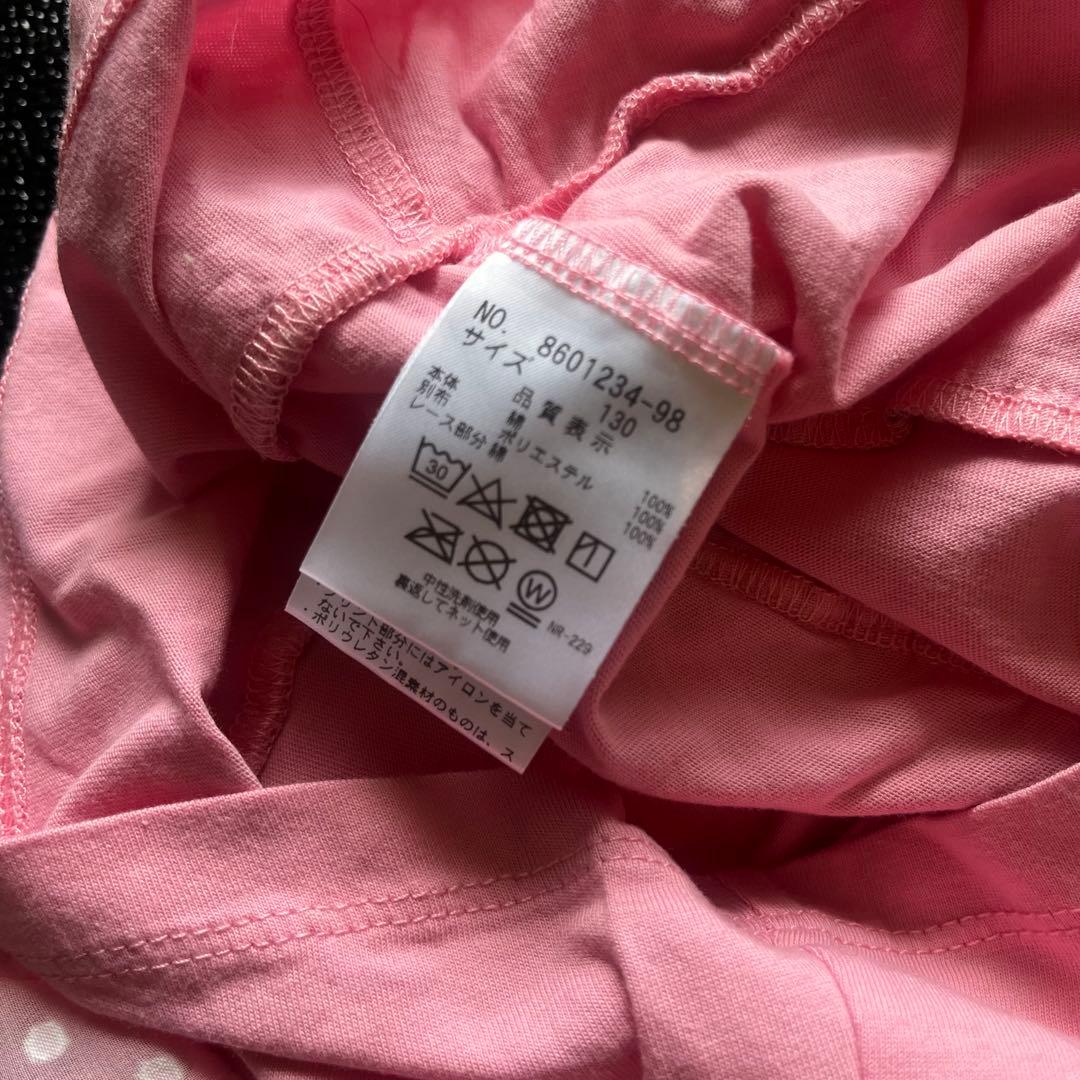 NO. 8601234-98
サイズ 130
品質表示
本体 綿 100%
別布 ポリエステル 100%
レース部分 綿 100%
30
W
中性洗剤使用
裏返してネット使用
NR-229
・プリント部分にはアイロンを当て
ないで下さい。
・ポリウレタン混素材のものは、ス